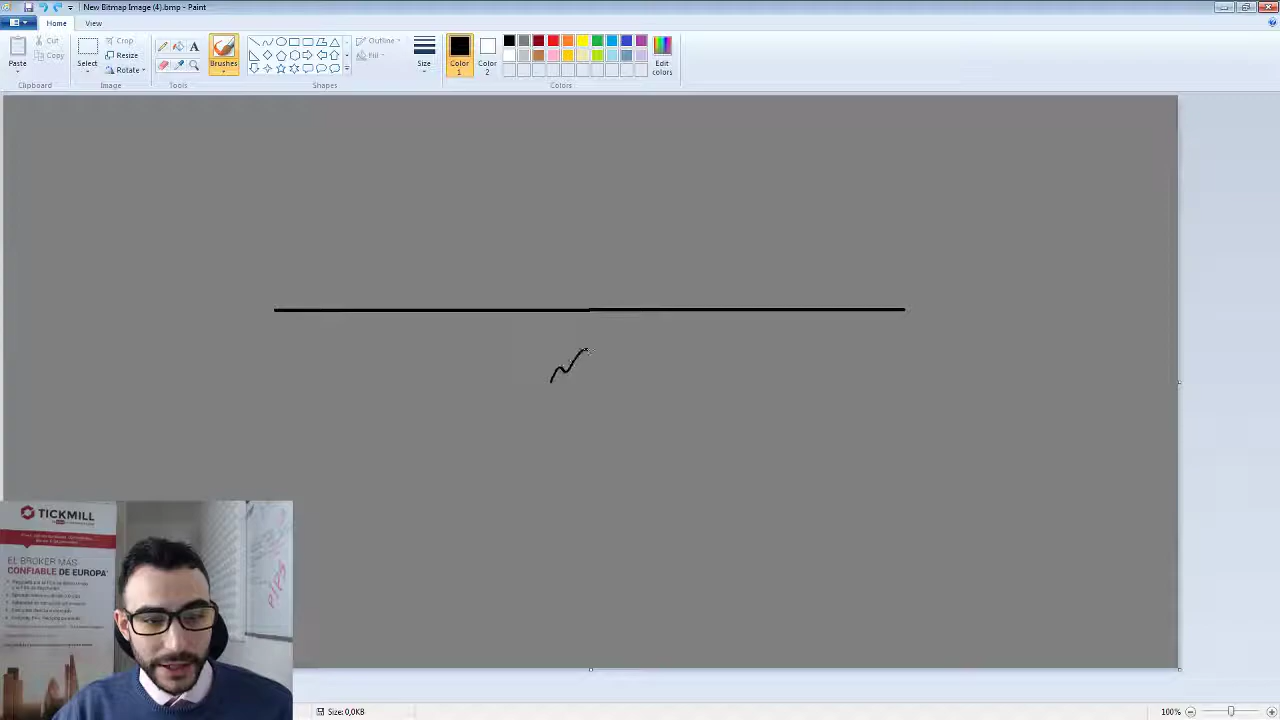 New Bitmap Image (4).bmp - Paint
Home View
Paste
Cut
Copy
Clipboard
Select
Crop
Resize
Rotate
Image
A
Tools
Brushes
Shapes
Outline
Fill
Size
Color 1
Color 2
Edit colors
Colors
TICKMILL
EL BROKER MÁS
CONFIABLE DE EUROPA*
Size: 0,0KB
100%